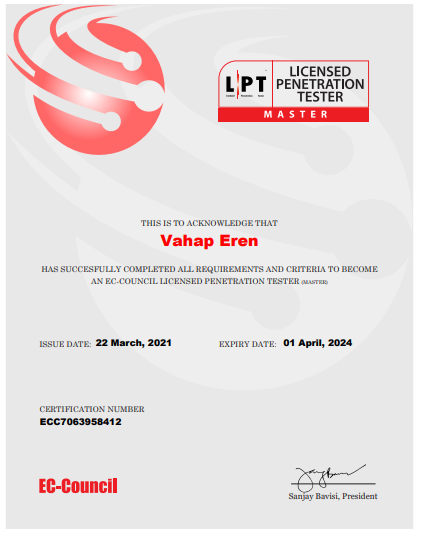 LPT
LICENSED
PENETRATION
TESTER
MASTER
THIS IS TO ACKNOWLEDGE THAT
Vahap Eren
HAS SUCCESFULLY COMPLETED ALL REQUIREMENTS AND CRITERIA TO BECOME
AN EC-COUNCIL LICENSED PENETRATION TESTER (MASTER)
ISSUE DATE: 22 March, 2021 EXPIRY DATE: 01 April, 2024
CERTIFICATION NUMBER
ECC7063958412
EC-Council
Sanjay Bavisi, President